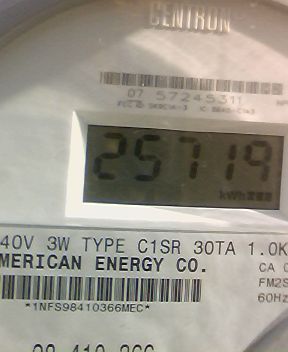 CENTRON
07 57245311
25719
kWh
40V 3W TYPE C1SR 30TA 1.0K
MERICAN ENERGY CO.
CA
FM2S
60Hz
*1NFS98410366MEC*